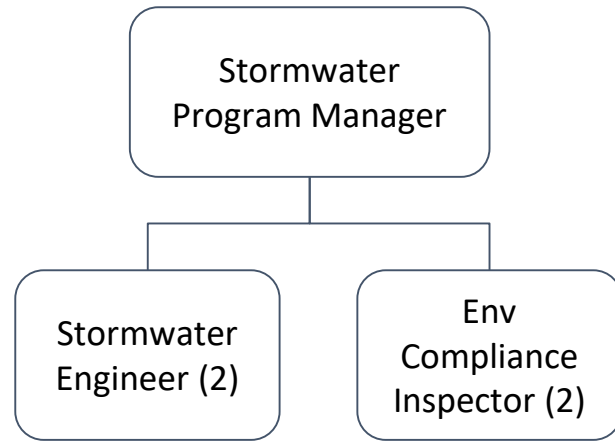 Stormwater
Program Manager
Stormwater
Engineer (2)
Env
Compliance
Inspector (2)